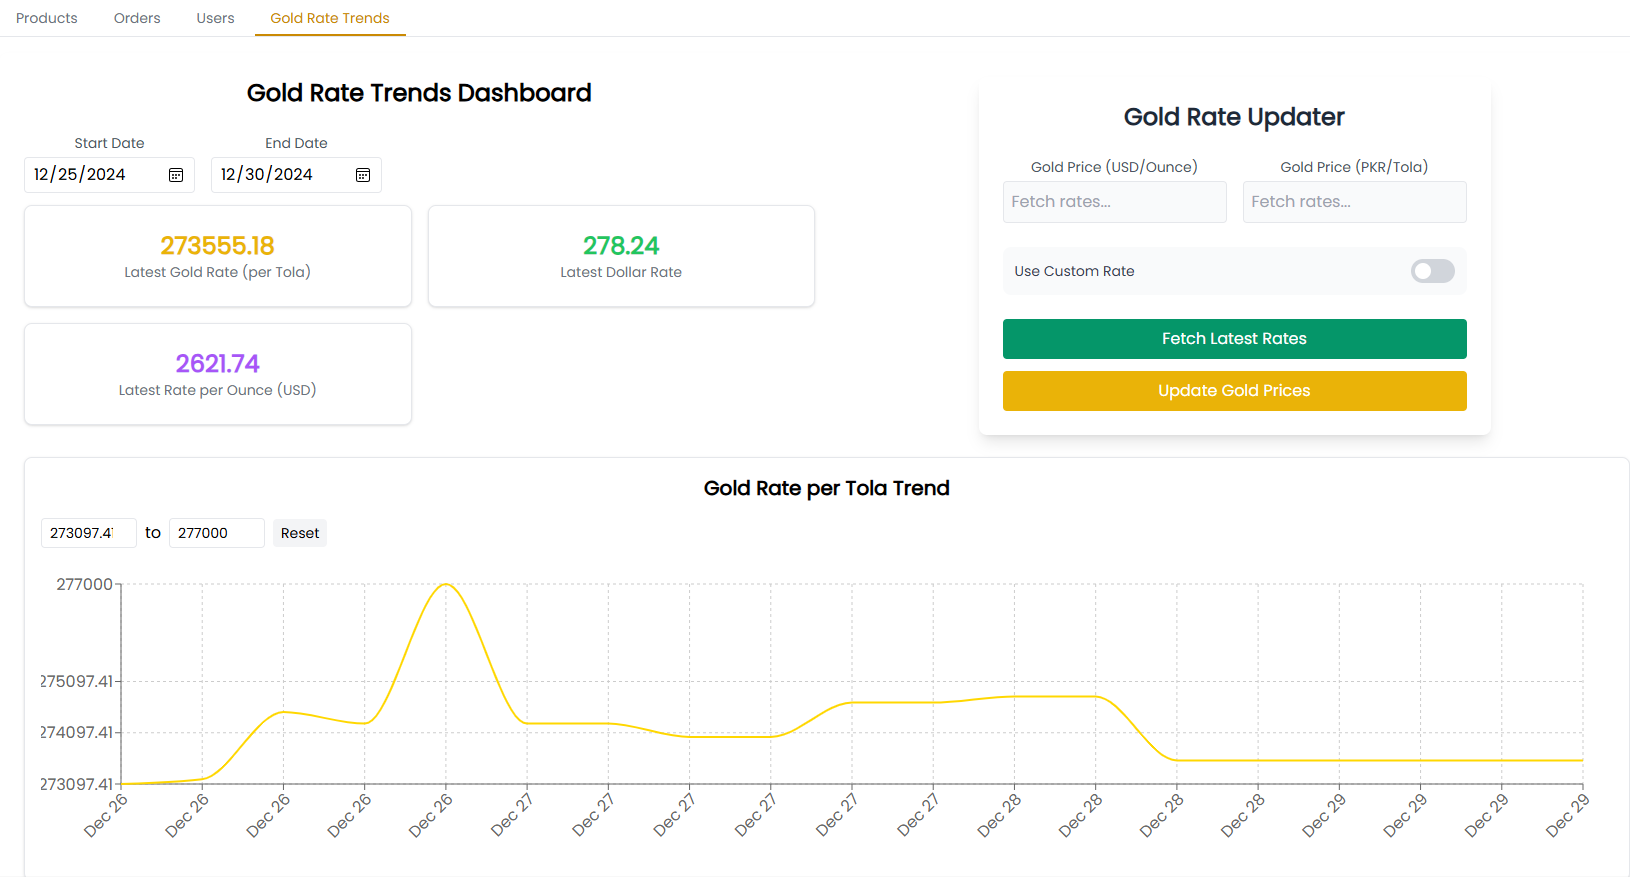 Products Orders Users Gold Rate Trends
Gold Rate Trends Dashboard
Start Date End Date
12/25/2024 12/30/2024
273555.18
Latest Gold Rate (per Tola)
278.24
Latest Dollar Rate
2621.74
Latest Rate per Ounce (USD)
Gold Rate Updater
Gold Price (USD/Ounce) Gold Price (PKR/Tola)
Fetch rates... Fetch rates...
Use Custom Rate
Fetch Latest Rates
Update Gold Prices
Gold Rate per Tola Trend
273097.41 to 277000 Reset
277000
275097.41
274097.41
273097.41
Dec 26 Dec 26 Dec 26 Dec 26 Dec 26 Dec 27 Dec 27 Dec 27 Dec 27 Dec 27 Dec 27 Dec 28 Dec 28 Dec 28 Dec 28 Dec 29 Dec 29 Dec 29 Dec 29